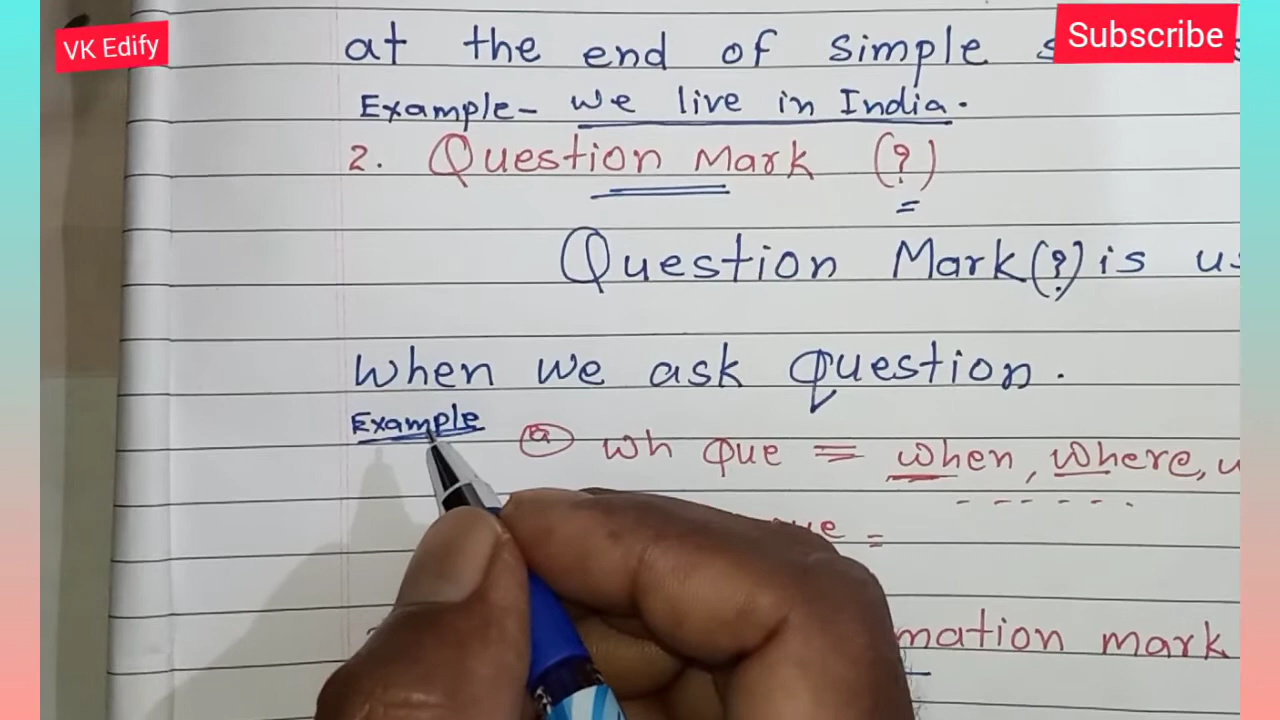 VK Edify
Subscribe
at the end of simple
Example- we live in India.
2. Question Mark (?)
Question Mark(?) is
When we ask Question.
Example
(a) Wh Que = when, where,
que =
mation mark